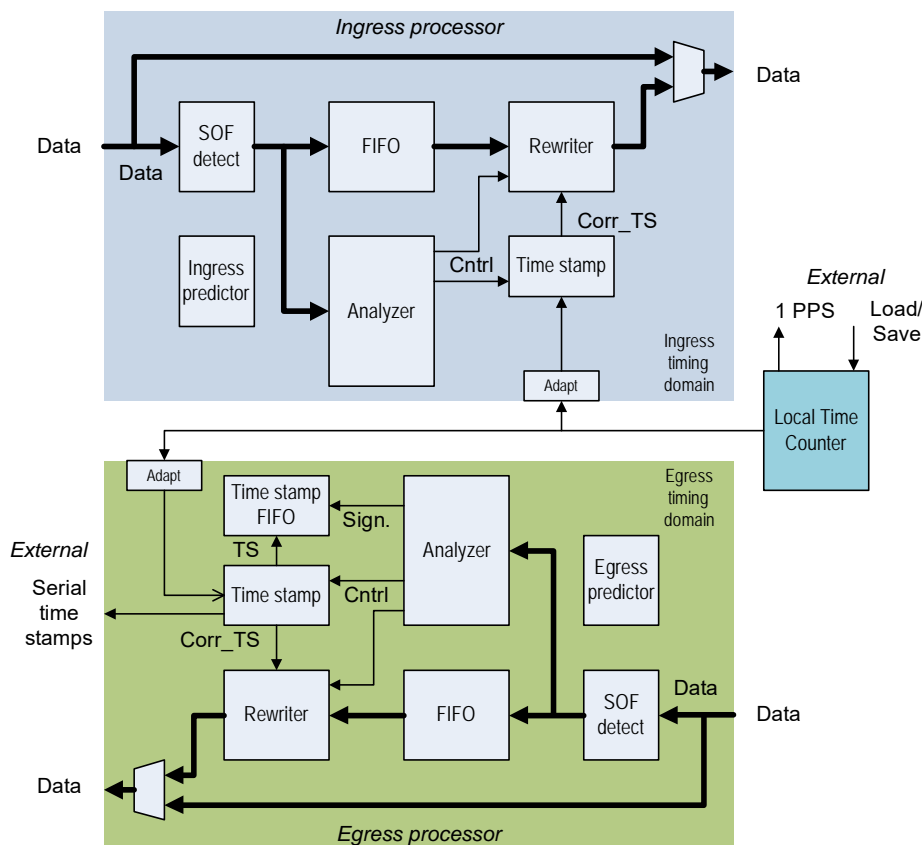 Ingress processor
Data
Data
Data
SOF
detect
FIFO
Rewriter
Corr_TS
Ingress
predictor
Analyzer
Cntrl
Time stamp
Ingress
timing
domain
Adapt
External
1 PPS
Load/
Save
Local Time
Counter
Adapt
Time stamp
FIFO
Sign.
Analyzer
Egress
timing
domain
External
Serial
time
stamps
TS
Time stamp
Cntrl
Egress
predictor
Corr_TS
Rewriter
FIFO
SOF
detect
Data
Data
Data
Egress processor